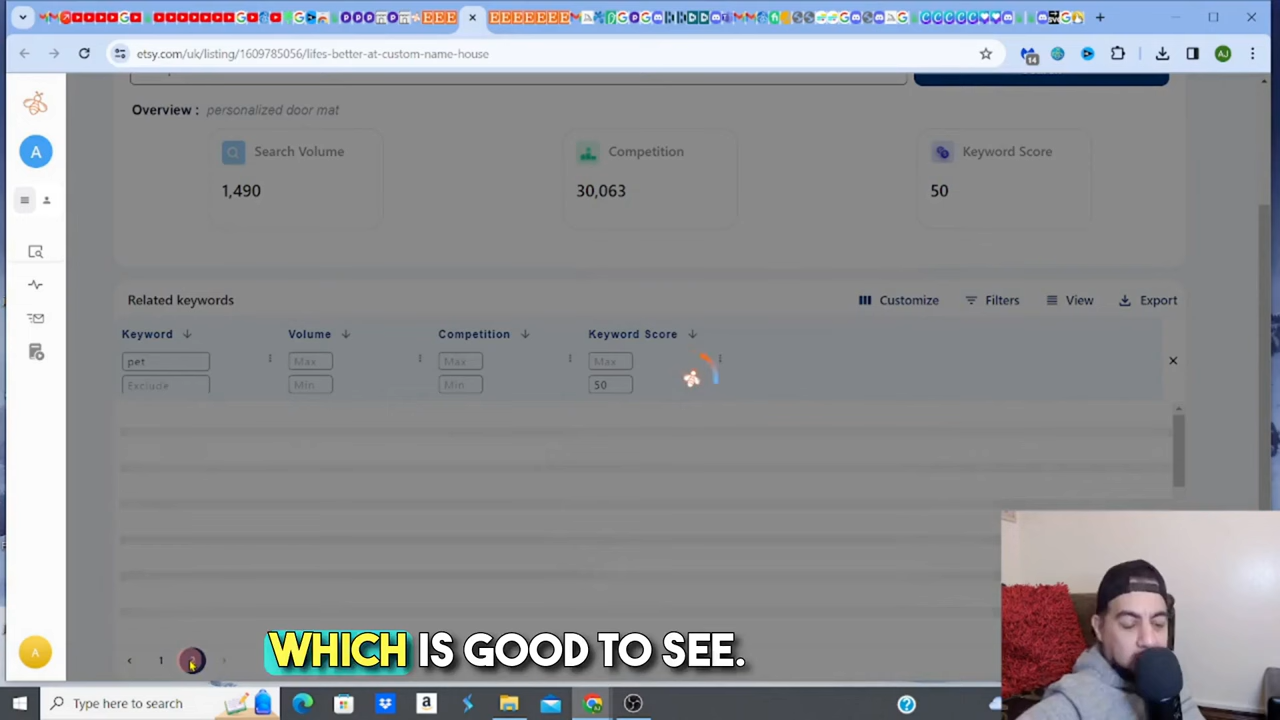 etsy.com/uk/listing/1609785056/lifes-better-at-custom-name-house
14
AJ
A
Overview : personalized door mat
Search Volume
1,490
Competition
30,063
Keyword Score
50
Related keywords
Customize
Filters
View
Export
Keyword
Volume
Competition
Keyword Score
pet
Max
Max
Max
Exclude
Min
Min
50
1
A
WHICH IS GOOD TO SEE.
Type here to search